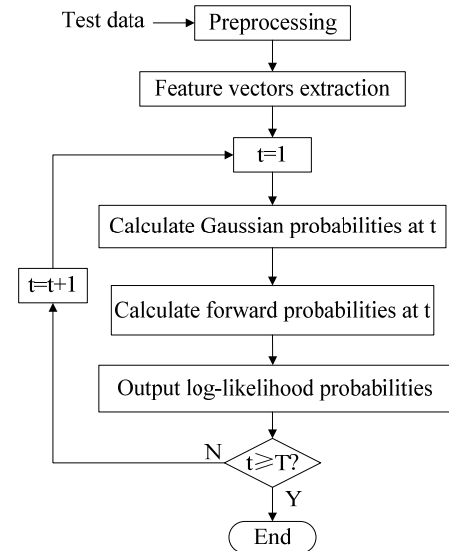 Test data
Preprocessing
Feature vectors extraction
t=1
Calculate Gaussian probabilities at t
t=t+1
Calculate forward probabilities at t
Output log-likelihood probabilities
N
t≥T?
Y
End